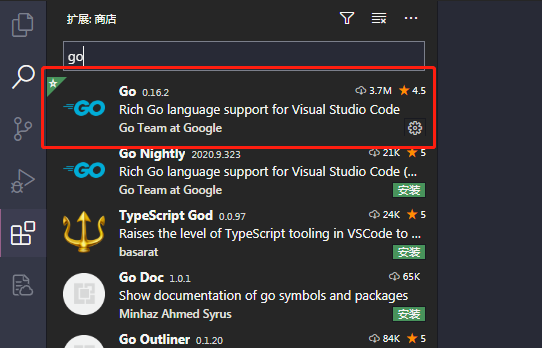 扩展: 商店
go
Go 0.16.2 3.7M 4.5
Rich Go language support for Visual Studio Code
Go Team at Google
Go Nightly 2020.9.323 21K 5
Rich Go language support for Visual Studio Code (...
Go Team at Google 安装
TypeScript God 0.0.97 24K 5
Raises the level of TypeScript tooling in VSCode to ...
basarat 安装
Go Doc 1.0.1 65K
Show documentation of go symbols and packages
Minhaz Ahmed Syrus 安装
Go Outliner 0.1.20 84K 5